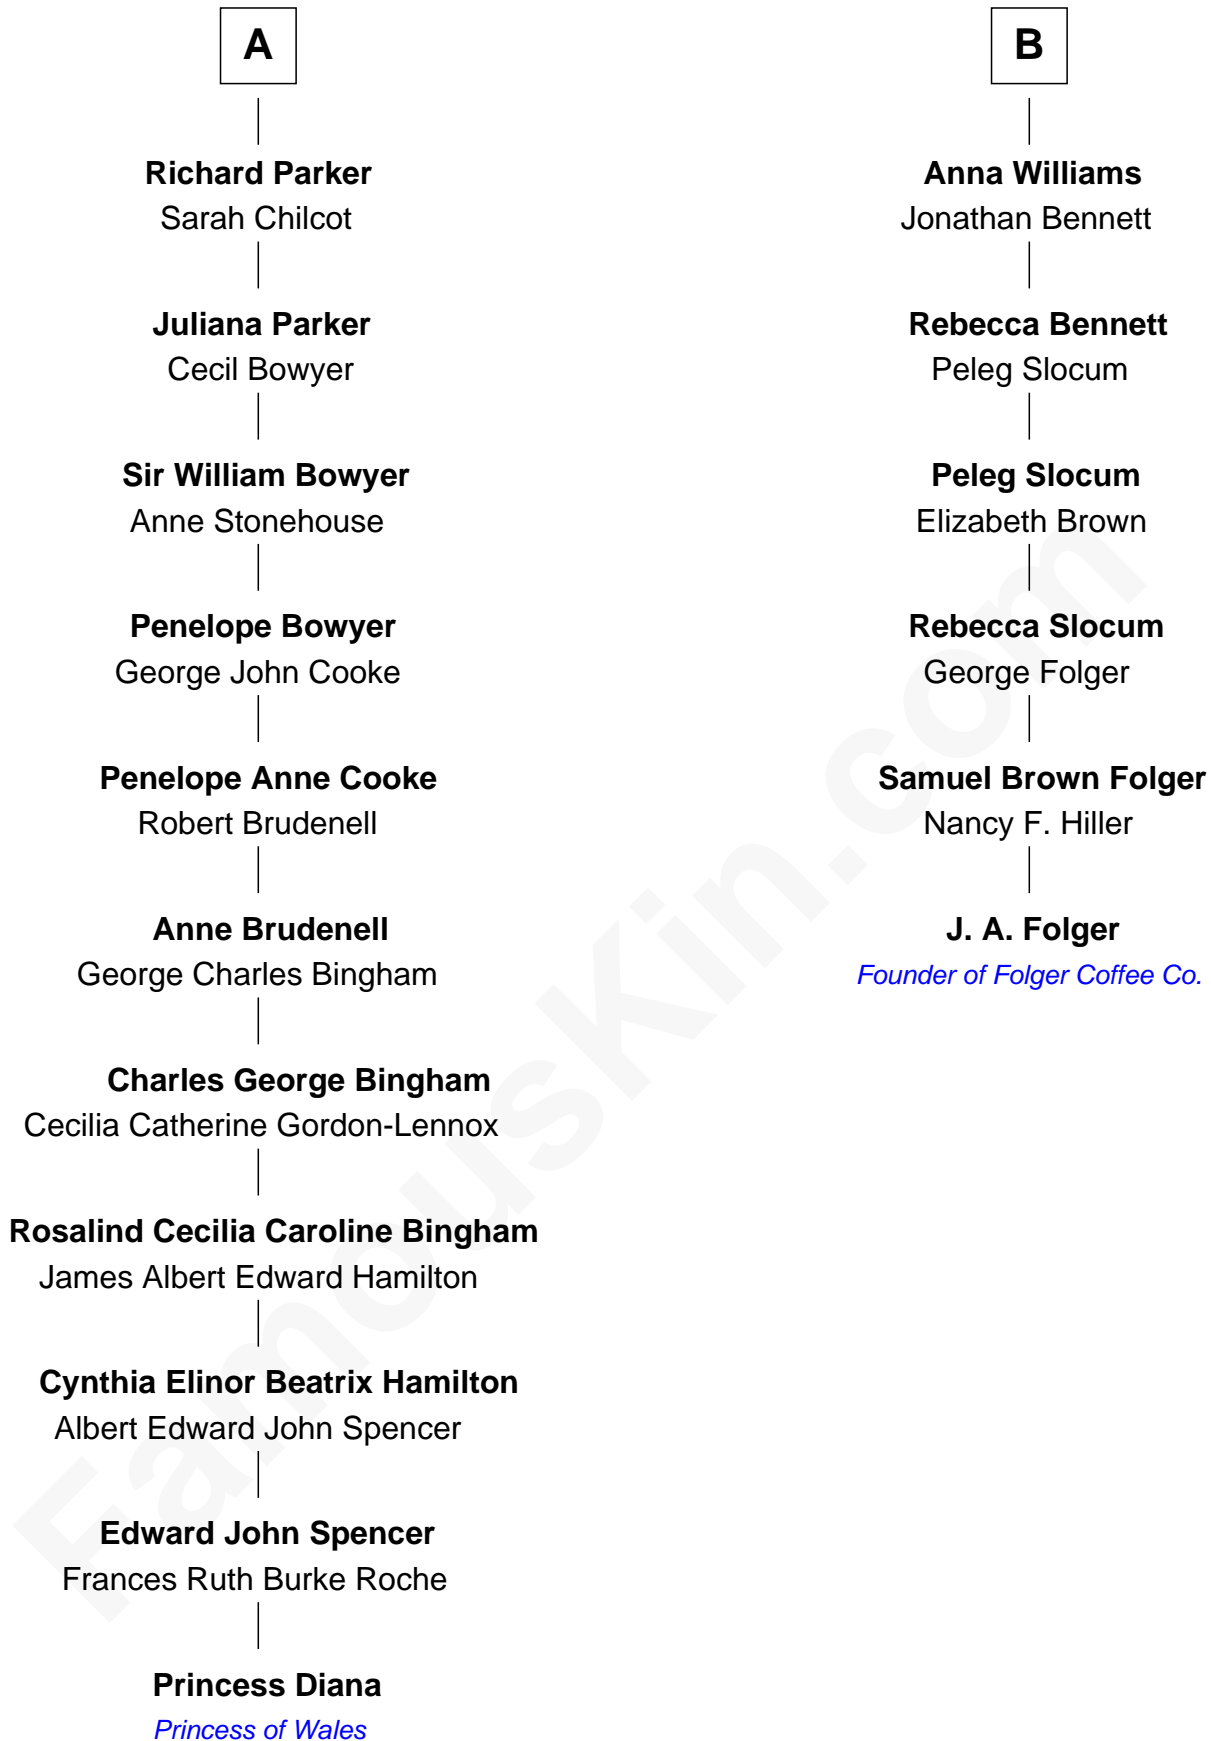 A
Richard Parker
Sarah Chilcot
Juliana Parker
Cecil Bowyer
Sir William Bowyer
Anne Stonehouse
Penelope Bowyer
George John Cooke
Penelope Anne Cooke
Robert Brudenell
Anne Brudenell
George Charles Bingham
Charles George Bingham
Cecilia Catherine Gordon-Lennox
Rosalind Cecilia Caroline Bingham
James Albert Edward Hamilton
Cynthia Elinor Beatrix Hamilton
Albert Edward John Spencer
Edward John Spencer
Frances Ruth Burke Roche
Princess Diana
Princess of Wales
B
Anna Williams
Jonathan Bennett
Rebecca Bennett
Peleg Slocum
Peleg Slocum
Elizabeth Brown
Rebecca Slocum
George Folger
Samuel Brown Folger
Nancy F. Hiller
J. A. Folger
Founder of Folger Coffee Co.
FamousKin.com